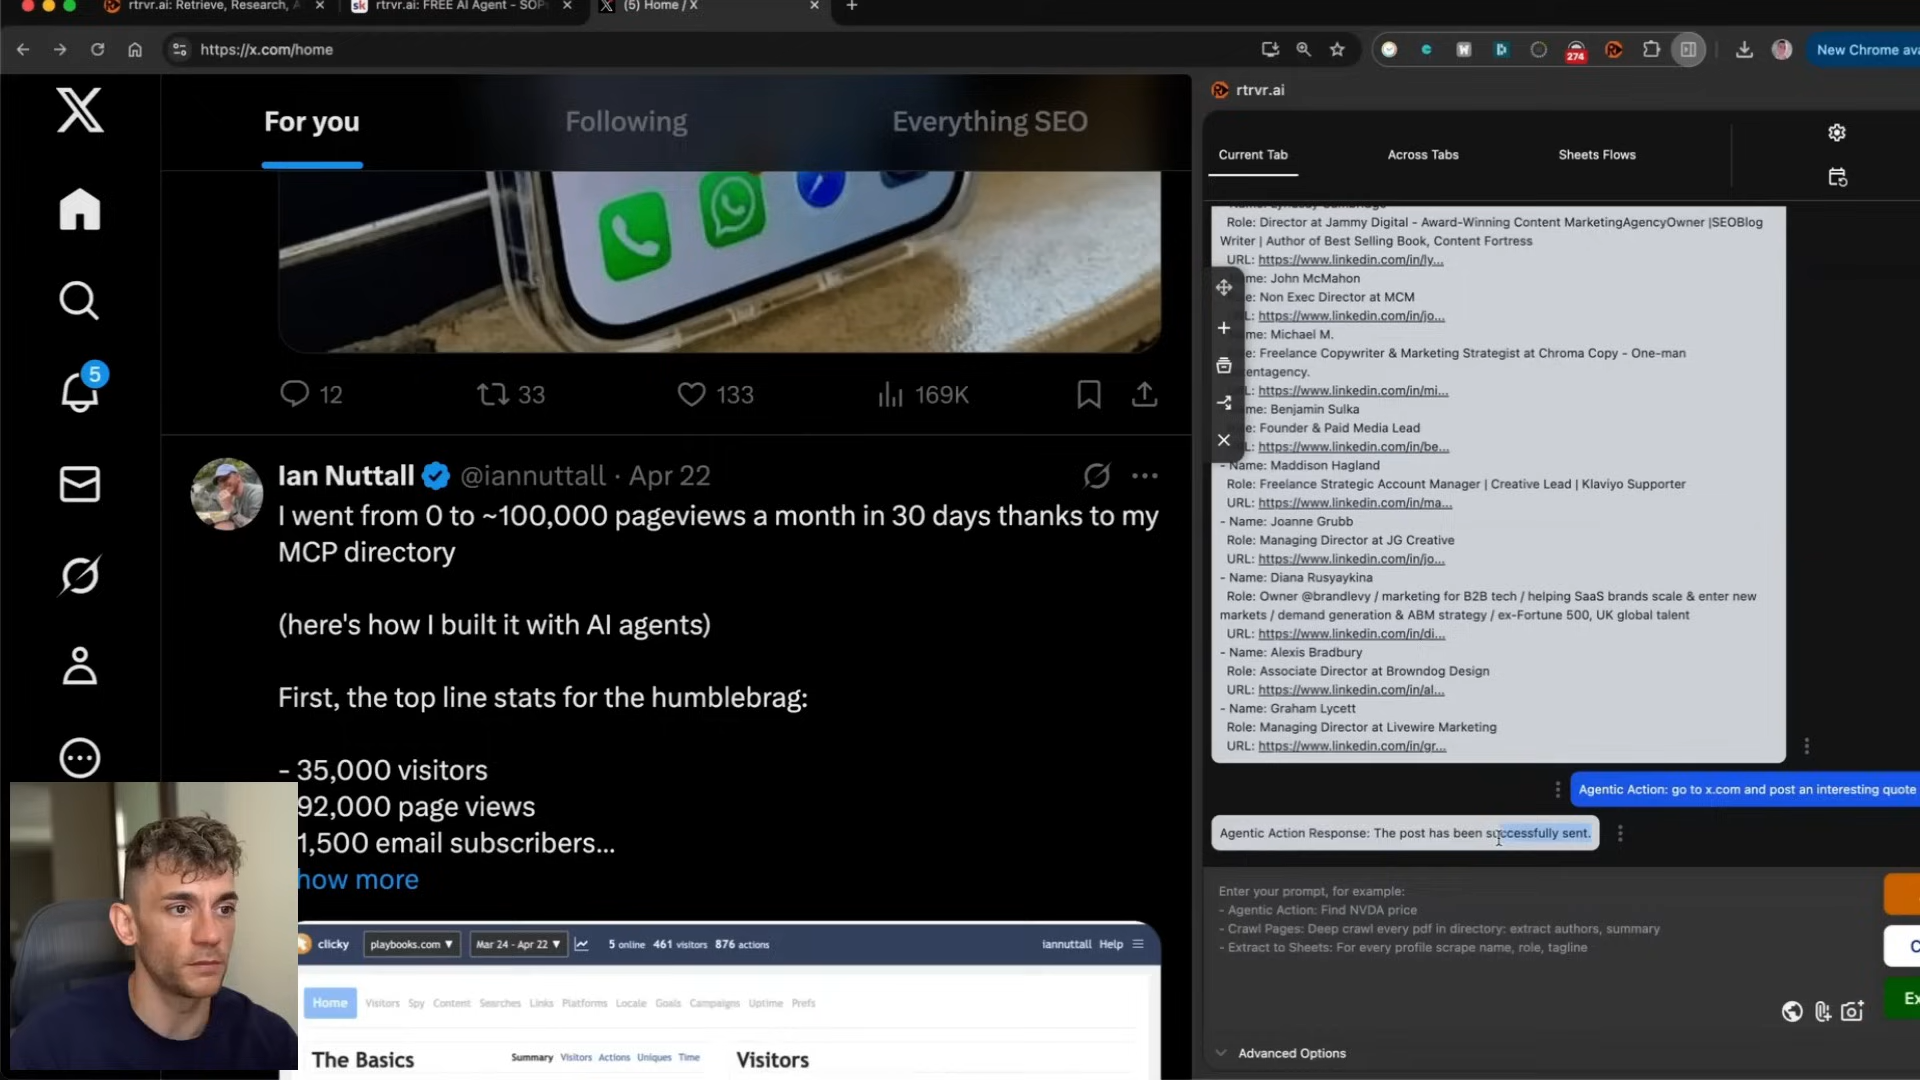 rtrvr.ai: Retrieve, Research, A
sk
rtrvr.ai: FREE AI Agent - SOP
(5) Home / X
https://x.com/home
W
274
New Chrome ava
For you
Following
Everything SEO
5
12
33
133
169K
Ian Nuttall @iannuttall · Apr 22
I went from 0 to ~100,000 pageviews a month in 30 days thanks to my
MCP directory
(here's how I built it with AI agents)
First, the top line stats for the humblebrag:
- 35,000 visitors
92,000 page views
1,500 email subscribers...
how more
clicky
playbooks.com ▼
Mar 24 - Apr 22 ▼
5 online 461 visitors 876 actions
iannuttall Help
Home
Visitors Spy Content Searches Links Platforms Locale Goals Campaigns Uptime Prefs
The Basics
Summary Visitors Actions Uniques Time
Visitors
rtrvr.ai
Current Tab
Across Tabs
Sheets Flows
Role: Director at Jammy Digital - Award-Winning Content MarketingAgencyOwner |SEOBlog
Writer | Author of Best Selling Book, Content Fortress
URL: https://www.linkedin.com/in/ly...
ame: John McMahon
e: Non Exec Director at MCM
L: https://www.linkedin.com/in/jo...
ame: Michael M.
e: Freelance Copywriter & Marketing Strategist at Chroma Copy - One-man
entagency.
L: https://www.linkedin.com/in/mi...
ame: Benjamin Sulka
e: Founder & Paid Media Lead
L: https://www.linkedin.com/in/be...
- Name: Maddison Hagland
Role: Freelance Strategic Account Manager | Creative Lead | Klaviyo Supporter
URL: https://www.linkedin.com/in/ma...
- Name: Joanne Grubb
Role: Managing Director at JG Creative
URL: https://www.linkedin.com/in/jo...
- Name: Diana Rusyaykina
Role: Owner @brandlevy / marketing for B2B tech / helping SaaS brands scale & enter new
markets / demand generation & ABM strategy / ex-Fortune 500, UK global talent
URL: https://www.linkedin.com/in/di...
- Name: Alexis Bradbury
Role: Associate Director at Browndog Design
URL: https://www.linkedin.com/in/al...
- Name: Graham Lycett
Role: Managing Director at Livewire Marketing
URL: https://www.linkedin.com/in/gr...
Agentic Action: go to x.com and post an interesting quote
Agentic Action Response: The post has been successfully sent.
Enter your prompt, for example:
- Agentic Action: Find NVDA price
- Crawl Pages: Deep crawl every pdf in directory: extract authors, summary
- Extract to Sheets: For every profile scrape name, role, tagline
C
Ex
Advanced Options